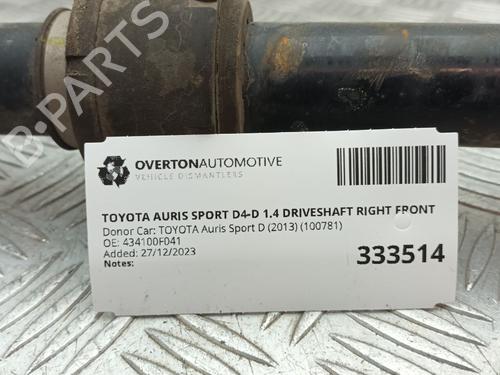 B-PARTS
OVERTONAUTOMOTIVE
VEHICLE DISMANTLERS
TOYOTA AURIS SPORT D4-D 1.4 DRIVESHAFT RIGHT FRONT
Donor Car: TOYOTA Auris Sport D (2013) (100781)
OE: 434100F041
Added: 27/12/2023
Notes:
333514